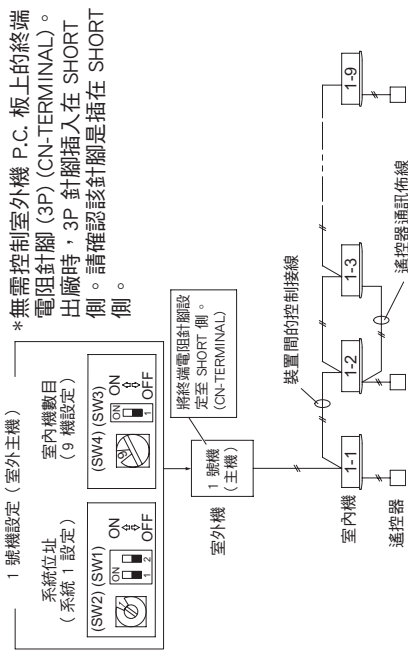 1 號機設定（室外主機）
系統位址
（系統 1 設定）
(SW2) (SW1)
ON
1 2
ON
OFF
室內機數目
（9 機設定）
(SW4) (SW3)
9
ON
1
ON
OFF
*無需控制室外機 P.C. 板上的終端
電阻針腳 (3P) (CN-TERMINAL)。
出廠時，3P 針腳插入在 SHORT
側。請確認該針腳是插在 SHORT
側。
將終端電阻針腳設
定至 SHORT 側。
(CN-TERMINAL)
室外機
1 號機
（主機）
裝置間的控制接線
室內機
1-1
1-2
1-3
1-9
遙控器
遙控器通訊佈線